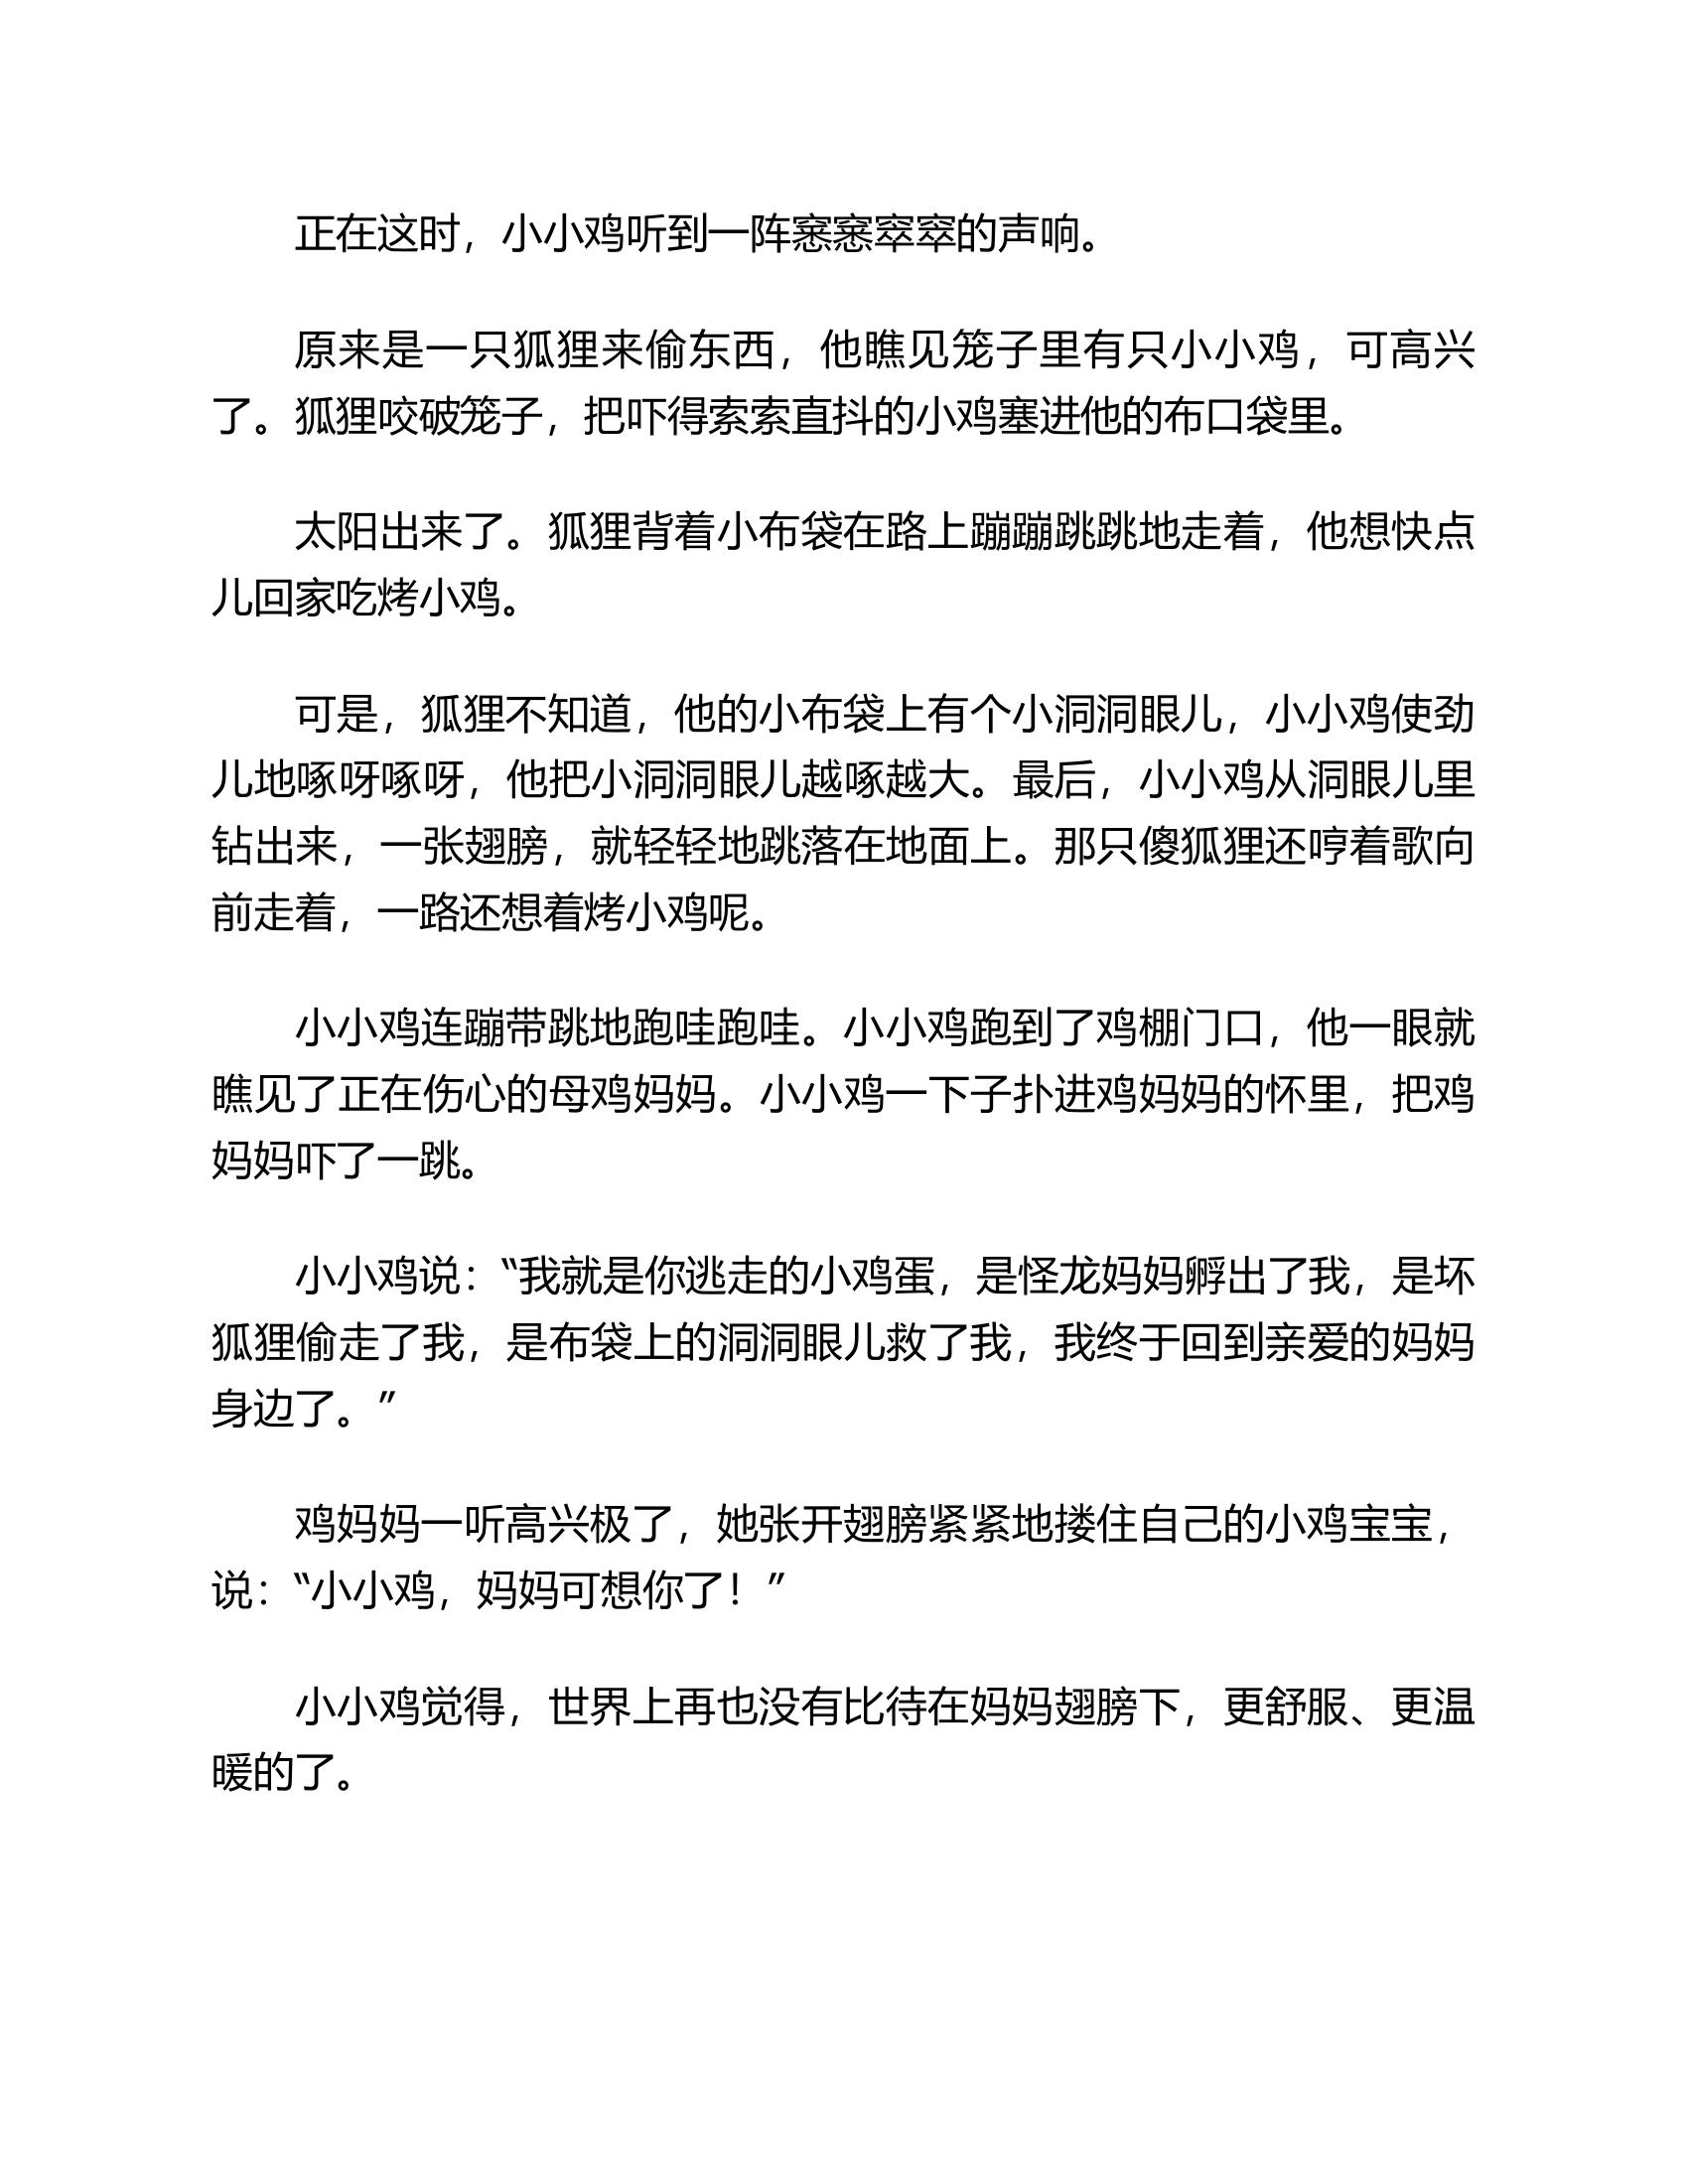 正在这时，小小鸡听到一阵窸窸窣窣的声响。
原来是一只狐狸来偷东西，他瞧见笼子里有只小小鸡，可高兴
了。狐狸咬破笼子，把吓得索索直抖的小鸡塞进他的布口袋里。
太阳出来了。狐狸背着小布袋在路上蹦蹦跳跳地走着，他想快点
儿回家吃烤小鸡。
可是，狐狸不知道，他的小布袋上有个小洞洞眼儿，小小鸡使劲
儿地啄呀啄呀，他把小洞洞眼儿越啄越大。最后，小小鸡从洞眼儿里
钻出来，一张翅膀，就轻轻地跳落在地面上。那只傻狐狸还哼着歌向
前走着，一路还想着烤小鸡呢。
小小鸡连蹦带跳地跑哇跑哇。小小鸡跑到了鸡棚门口，他一眼就
瞧见了正在伤心的母鸡妈妈。小小鸡一下子扑进鸡妈妈的怀里，把鸡
妈妈吓了一跳。
小小鸡说：“我就是你逃走的小鸡蛋，是怪龙妈妈孵出了我，是坏
狐狸偷走了我，是布袋上的洞洞眼儿救了我，我终于回到亲爱的妈妈
身边了。”
鸡妈妈一听高兴极了，她张开翅膀紧紧地搂住自己的小鸡宝宝，
说：“小小鸡，妈妈可想你了！”
小小鸡觉得，世界上再也没有比待在妈妈翅膀下，更舒服、更温
暖的了。